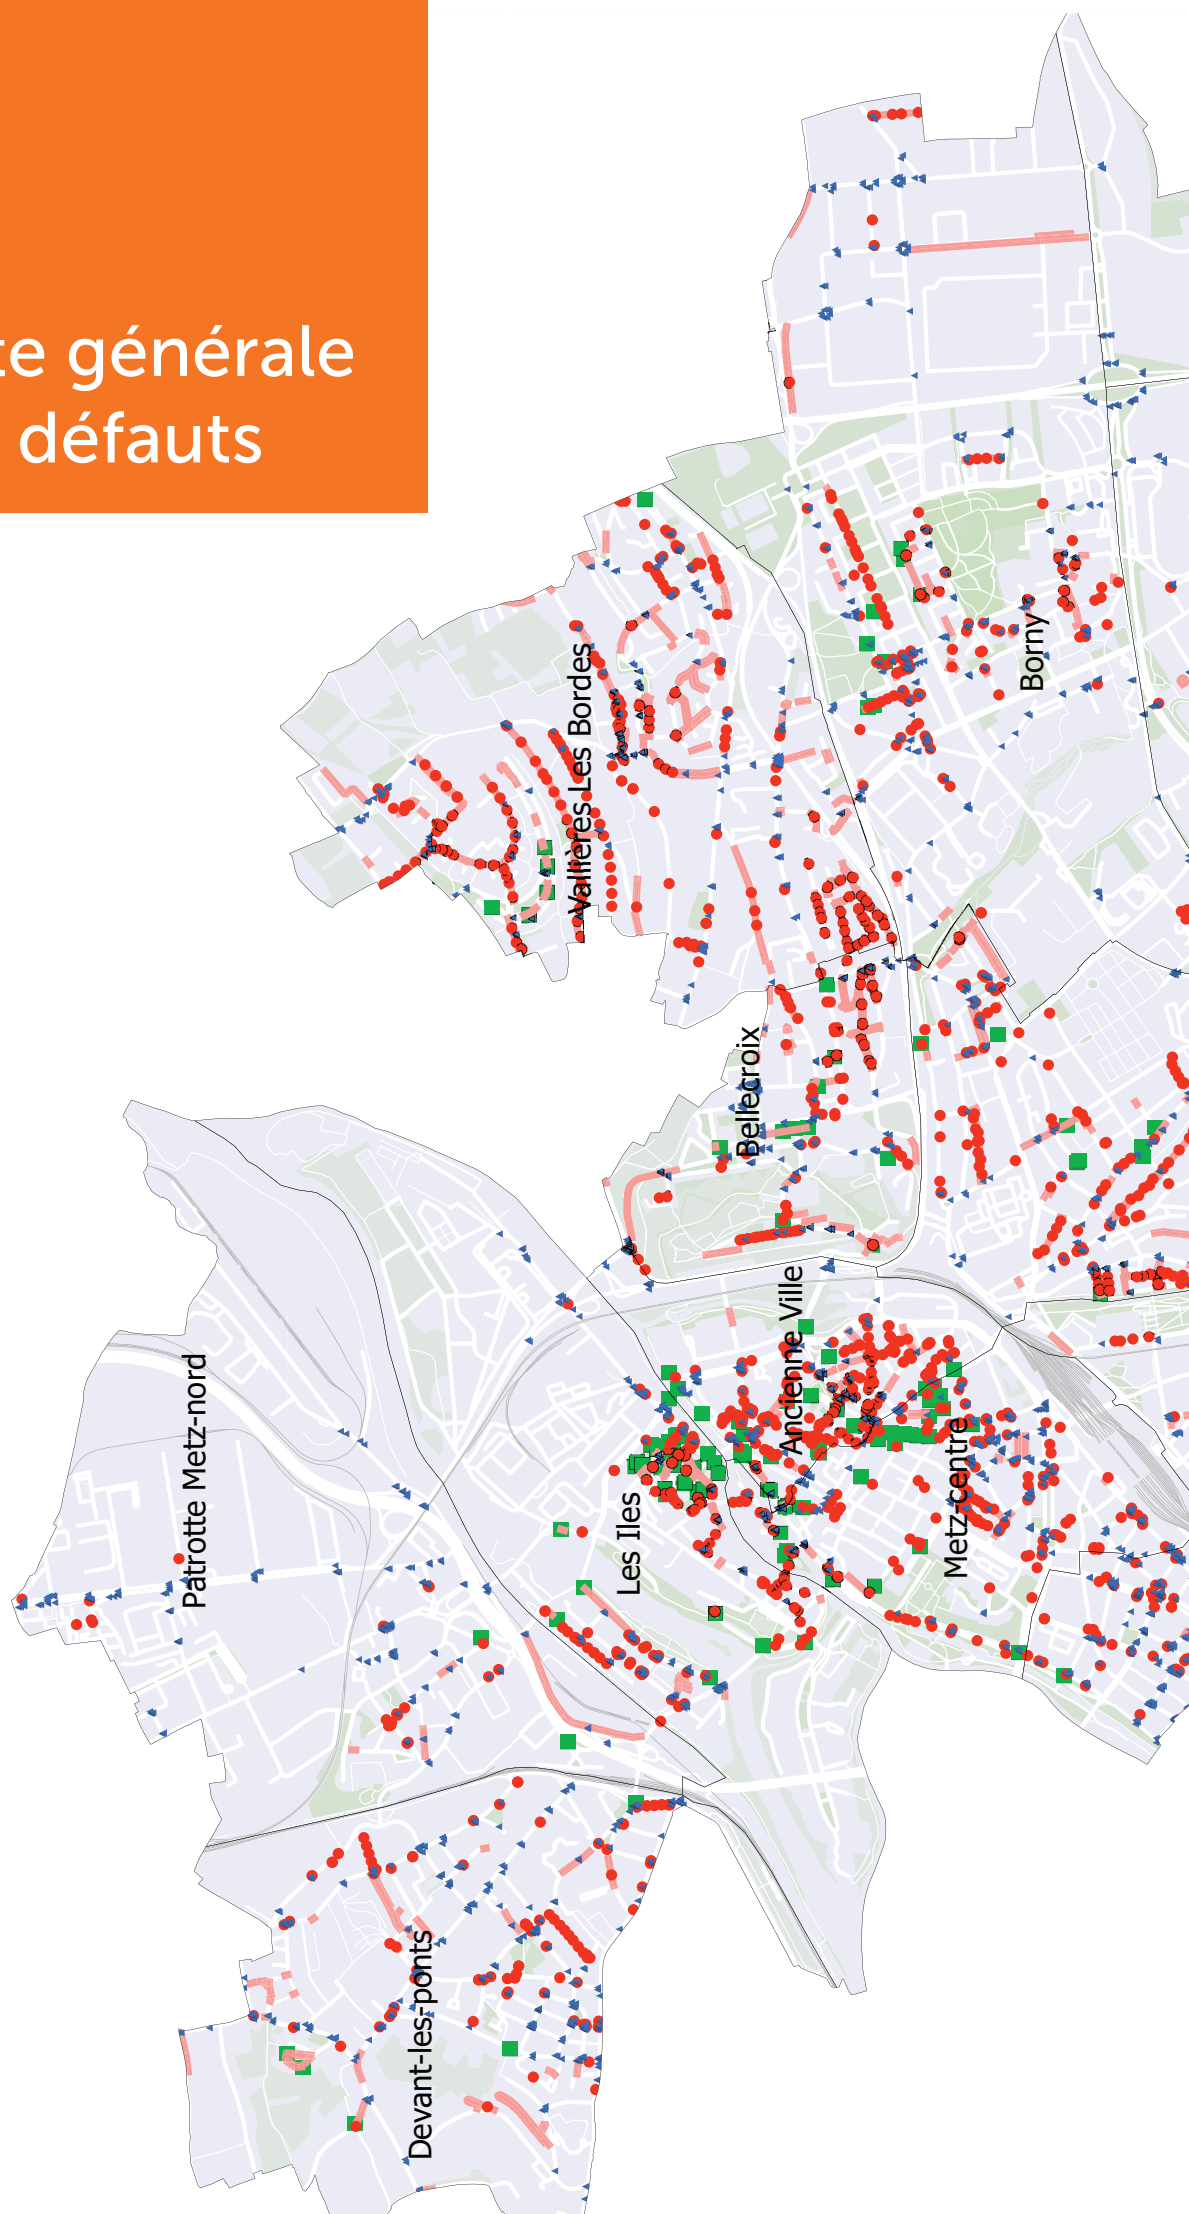 générale
défauts
Patrotte Metz-nord
Devant-les-ponts
Les Iles
Ancienne Ville
Metz-centre
Bellecroix
Vallières-Les Bordes
Borny